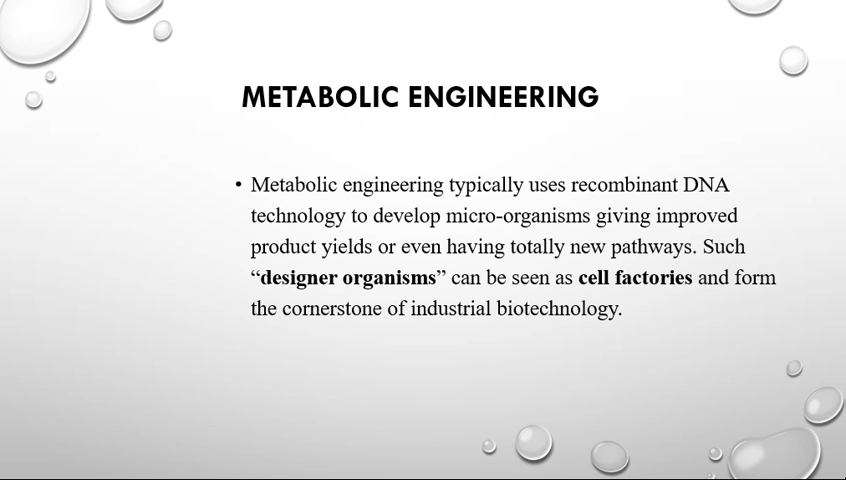 METABOLIC ENGINEERING
• Metabolic engineering typically uses recombinant DNA
technology to develop micro-organisms giving improved
product yields or even having totally new pathways. Such
“designer organisms” can be seen as cell factories and form
the cornerstone of industrial biotechnology.